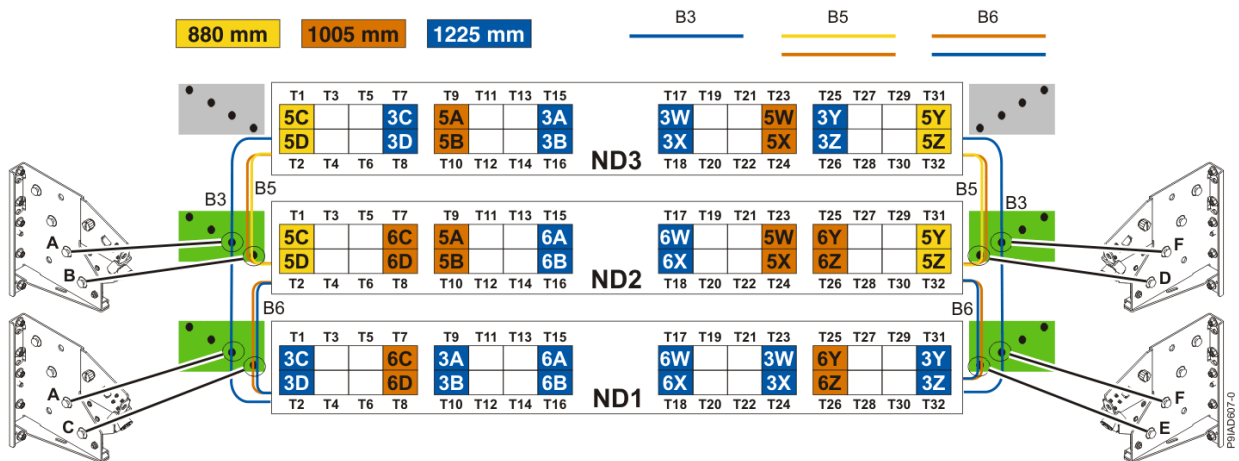 880 mm 1005 mm 1225 mm B3 B5 B6
T1 T3 T5 T7 T9 T11 T13 T15 T17 T19 T21 T23 T25 T27 T29 T31
5C 3C 5A 3A 3W 5W 3Y 5Y
5D 3D 5B 3B 3X 5X 3Z 5Z
T2 T4 T6 T8 T10 T12 T14 T16 ND3 T18 T20 T22 T24 T26 T28 T30 T32
B5 B5
B3 B3
T1 T3 T5 T7 T9 T11 T13 T15 T17 T19 T21 T23 T25 T27 T29 T31
A 5C 6C 5A 6A 6W 5W 6Y 5Y F
5D 6D 5B 6B 6X 5X 6Z 5Z
B T2 T4 T6 T8 T10 T12 T14 T16 ND2 T18 T20 T22 T24 T26 T28 T30 T32 D
B6 B6
T1 T3 T5 T7 T9 T11 T13 T15 T17 T19 T21 T23 T25 T27 T29 T31
3C 6C 3A 6A 6W 3W 6Y 3Y
3D 6D 3B 6B 6X 3X 6Z 3Z
A T2 T4 T6 T8 T10 T12 T14 T16 ND1 T18 T20 T22 T24 T26 T28 T30 T32 F
C E
P9IAD607-0